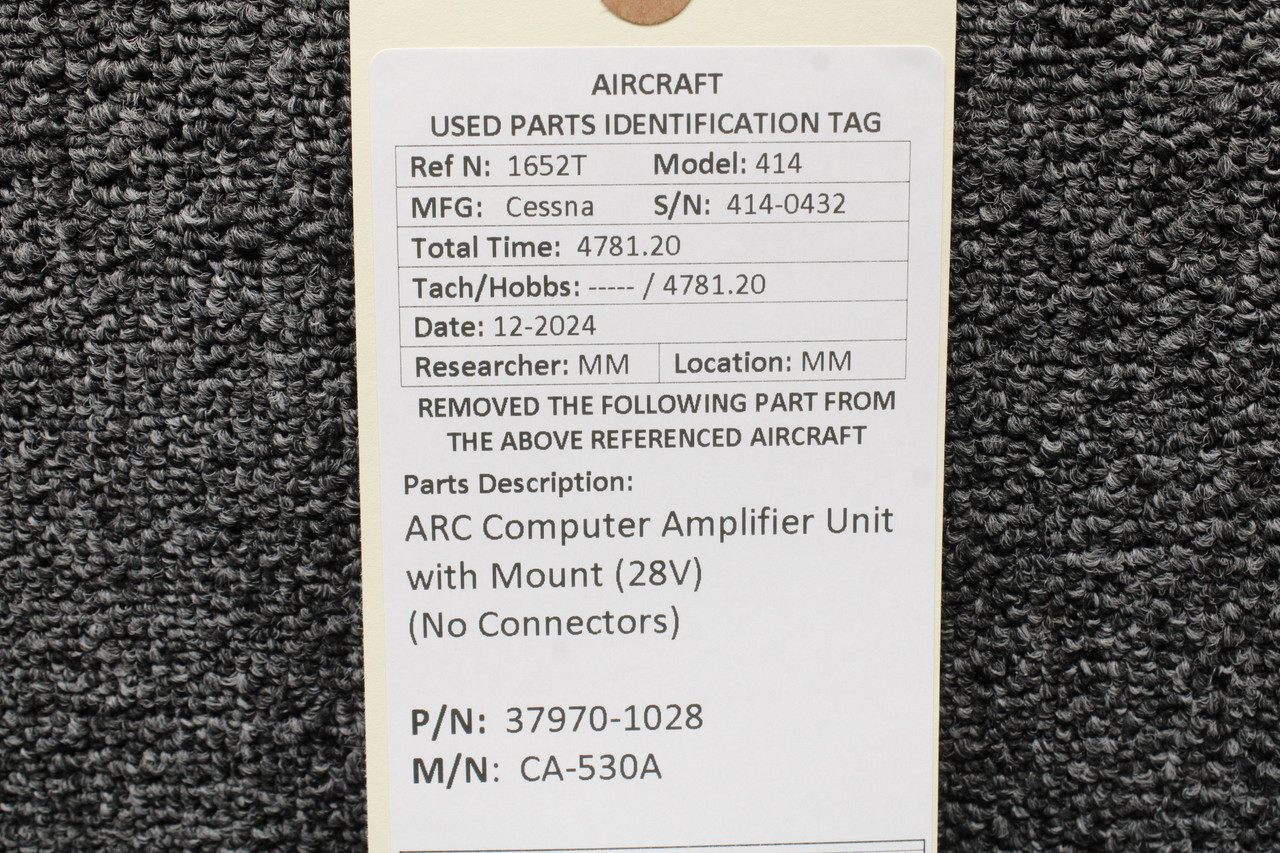 AIRCRAFT
USED PARTS IDENTIFICATION TAG
Ref N: 1652T Model: 414
MFG: Cessna S/N: 414-0432
Total Time: 4781.20
Tach/Hobbs: ----- / 4781.20
Date: 12-2024
Researcher: MM Location: MM
REMOVED THE FOLLOWING PART FROM
THE ABOVE REFERENCED AIRCRAFT
Parts Description:
ARC Computer Amplifier Unit
with Mount (28V)
(No Connectors)
P/N: 37970-1028
M/N: CA-530A